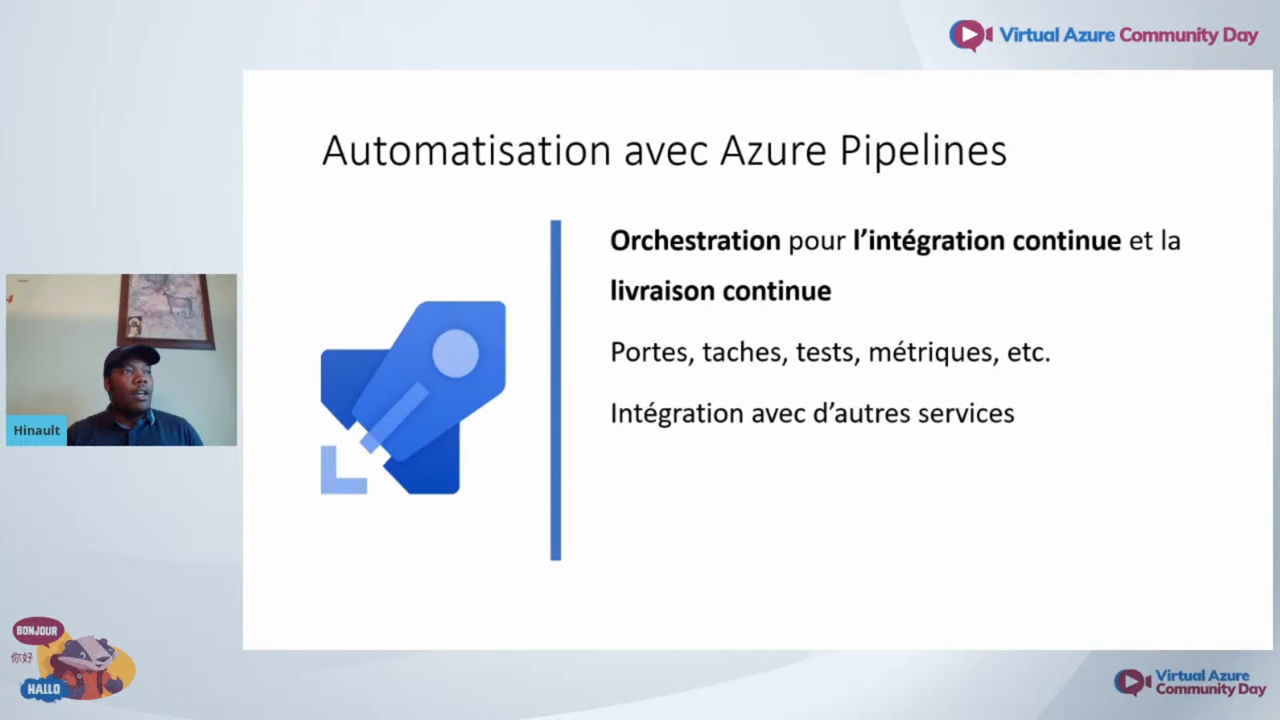 Virtual Azure Community Day
Automatisation avec Azure Pipelines
Orchestration pour l’intégration continue et la
livraison continue
Portes, taches, tests, métriques, etc.
Intégration avec d’autres services
Hinault
BONJOUR
你好
HALLO
Virtual Azure
Community Day